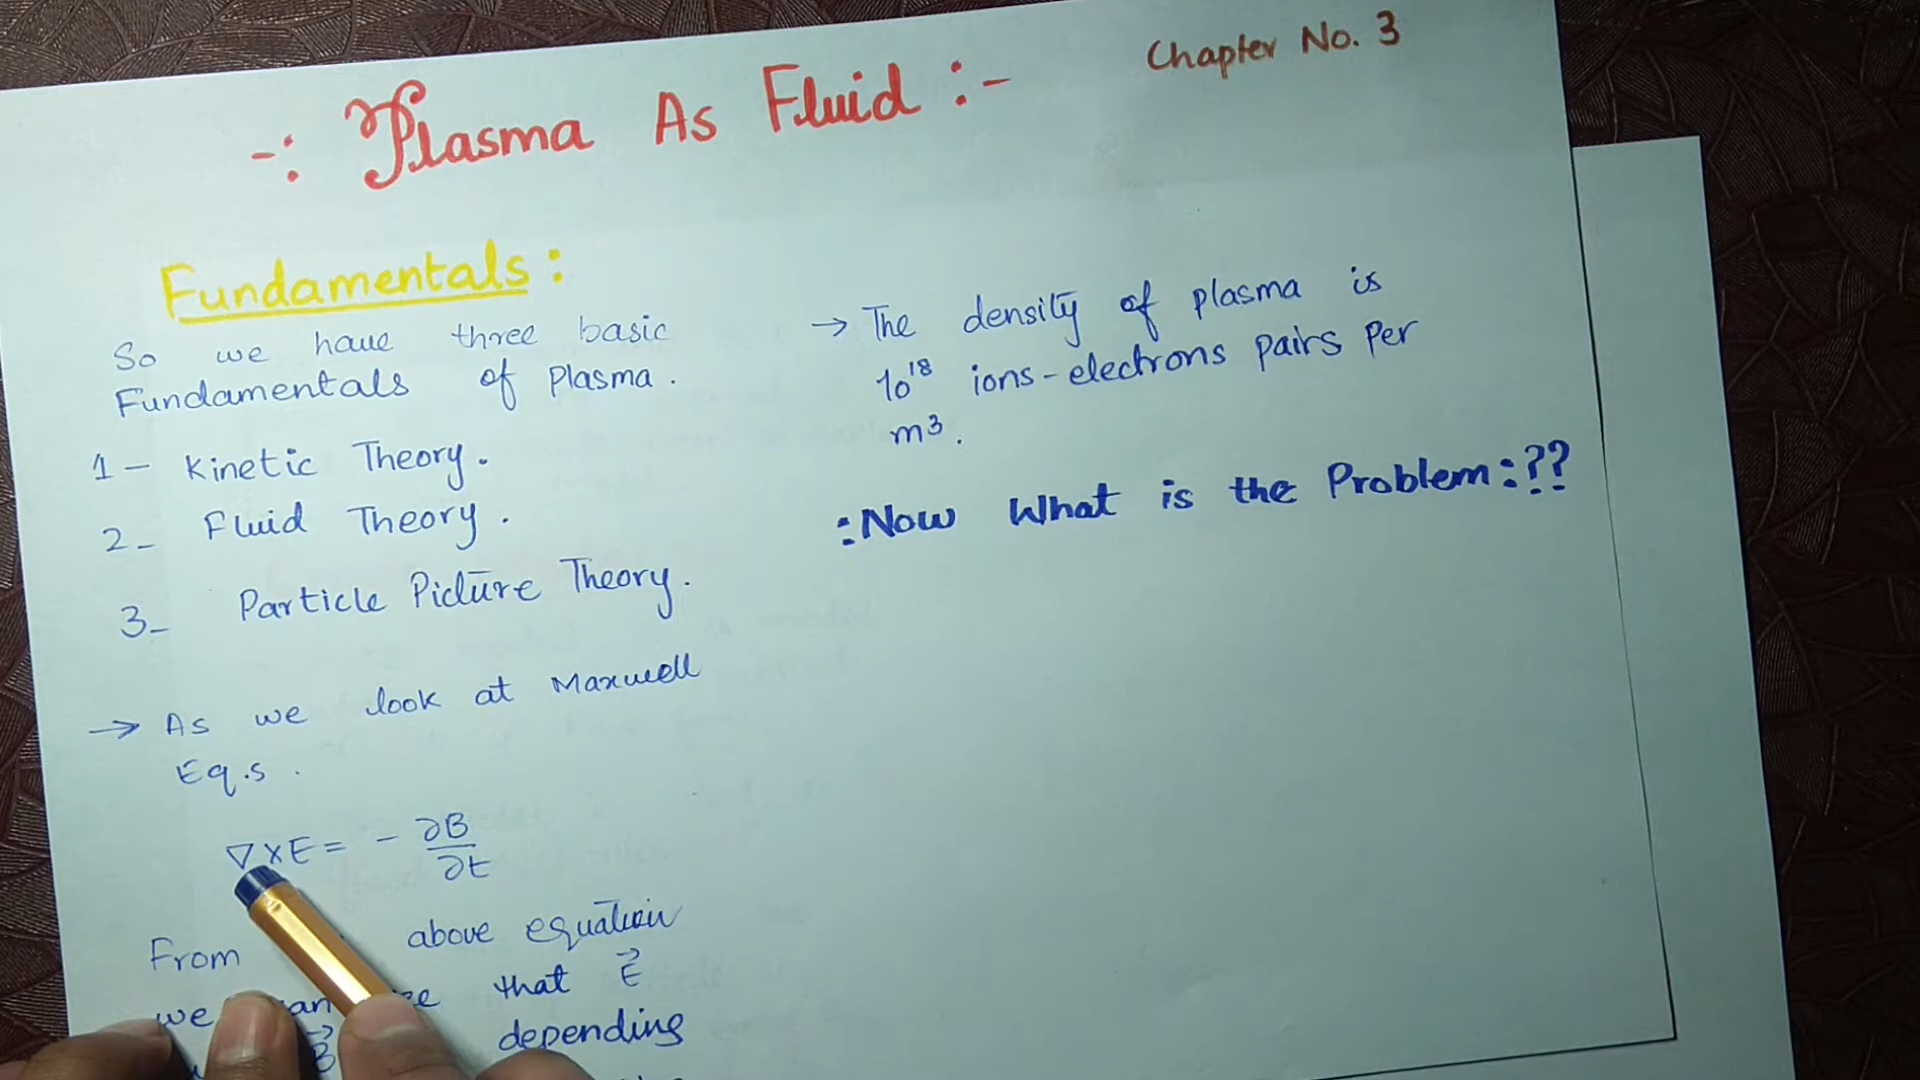 Chapter No. 3
-: Plasma As Fluid :-
Fundamentals:
So we have three basic
Fundamentals of Plasma.
1- Kinetic Theory.
2- Fluid Theory.
3- Particle Picture Theory.
→ As we look at Maxwell
Eq.s.
∇×E = - ∂B/∂t
From above equation
we that E⃗
B⃗ depending
→ The density of plasma is
10¹⁸ ions-electrons pairs per
m³.
:Now What is the Problem:??